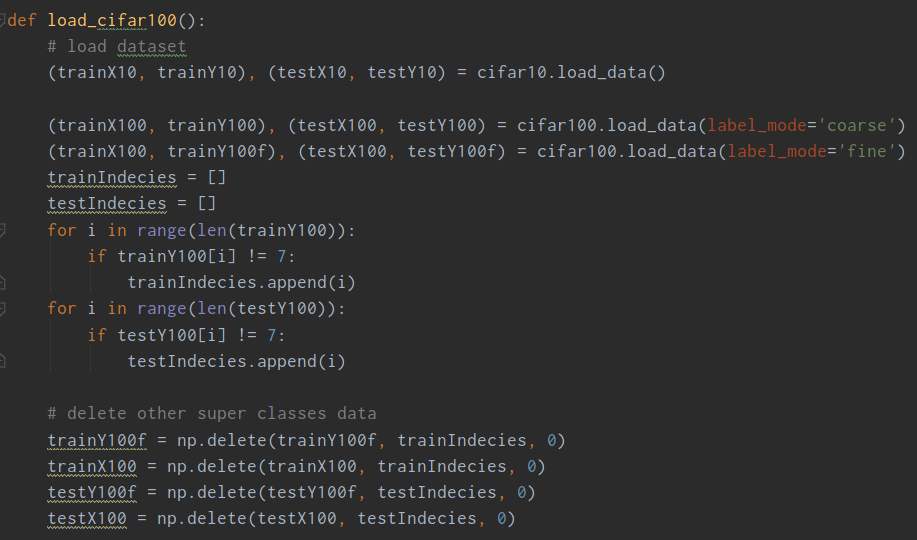 def load_cifar100():
    # load dataset
    (trainX10, trainY10), (testX10, testY10) = cifar10.load_data()

    (trainX100, trainY100), (testX100, testY100) = cifar100.load_data(label_mode='coarse')
    (trainX100, trainY100f), (testX100, testY100f) = cifar100.load_data(label_mode='fine')
    trainIndecies = []
    testIndecies = []
    for i in range(len(trainY100)):
        if trainY100[i] != 7:
            trainIndecies.append(i)
    for i in range(len(testY100)):
        if testY100[i] != 7:
            testIndecies.append(i)

    # delete other super classes data
    trainY100f = np.delete(trainY100f, trainIndecies, 0)
    trainX100 = np.delete(trainX100, trainIndecies, 0)
    testY100f = np.delete(testY100f, testIndecies, 0)
    testX100 = np.delete(testX100, testIndecies, 0)